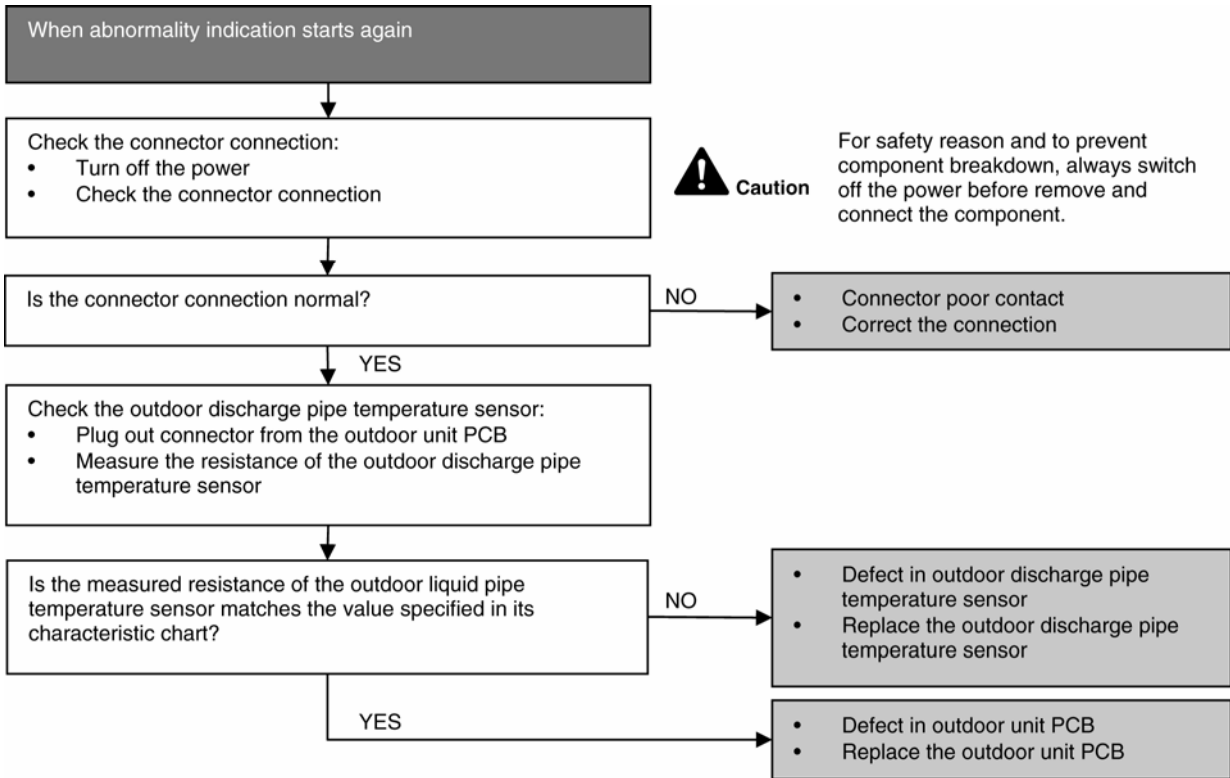 When abnormality indication starts again
Check the connector connection:
• Turn off the power
• Check the connector connection
Caution
For safety reason and to prevent
component breakdown, always switch
off the power before remove and
connect the component.
Is the connector connection normal?
NO
• Connector poor contact
• Correct the connection
YES
Check the outdoor discharge pipe temperature sensor:
• Plug out connector from the outdoor unit PCB
• Measure the resistance of the outdoor discharge pipe
temperature sensor
Is the measured resistance of the outdoor liquid pipe
temperature sensor matches the value specified in its
characteristic chart?
NO
• Defect in outdoor discharge pipe
temperature sensor
• Replace the outdoor discharge pipe
temperature sensor
YES
• Defect in outdoor unit PCB
• Replace the outdoor unit PCB